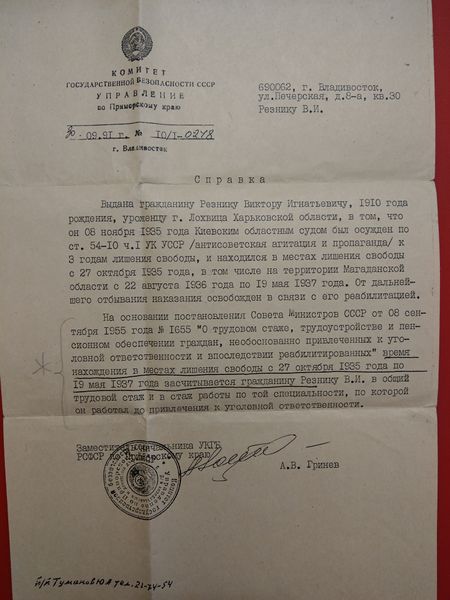 КОМИТЕТ
ГОСУДАРСТВЕННОЙ БЕЗОПАСНОСТИ СССР
УПРАВЛЕНИЕ
по Приморскому краю
690062, г. Владивосток,
ул.Печерская, д.8-а, кв.30
Резнику В.И.
30.09.91 г. № IO/I-0248
г. Владивосток
Справка
Выдана гражданину Резнику Виктору Игнатьевичу, 1910 года
рождения, уроженцу г. Лохвица Харьковской области, в том, что
он 08 ноября 1935 года Киевским областным судом был осужден по
ст. 54-10 ч.I УК УССР /антисоветская агитация и пропаганда/ к
3 годам лишения свободы, и находился в местах лишения свободы
с 27 октября 1935 года, в том числе на территории Магаданской
области с 22 августа 1936 года по 19 мая 1937 года. От дальней-
шего отбывания наказания освобожден в связи с его реабилитацией.
На основании постановления Совета Министров СССР от 08 сен-
тября 1955 года № I655 "О трудовом стаже, трудоустройстве и пен-
сионном обеспечении граждан, необоснованно привлеченных к уго-
ловной ответственности и впоследствии реабилитированных" время
нахождения в местах лишения свободы с 27 октября 1935 года по
19 мая 1937 года засчитывается гражданину Резнику В.И. в общий
трудовой стаж и в стаж работы по той специальности, по которой
он работал до привлечения к уголовной ответственности.
Заместитель начальника УКГБ
РСФСР по Приморскому краю
А.В. Гринев
Туманов Ю А тел. 21-74-54